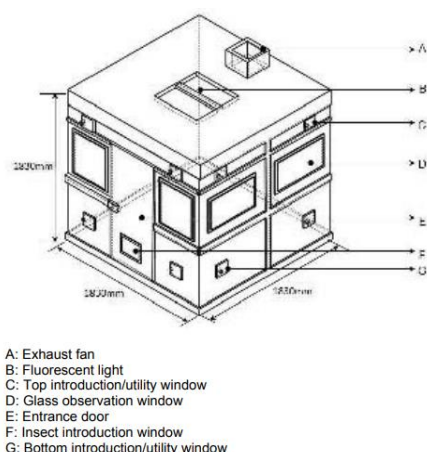 A
B
C
1830mm
D
E
F
G
1830mm
1830mm
A: Exhaust fan
B: Fluorescent light
C: Top introduction/utility window
D: Glass observation window
E: Entrance door
F: Insect introduction window
G: Bottom introduction/utility window